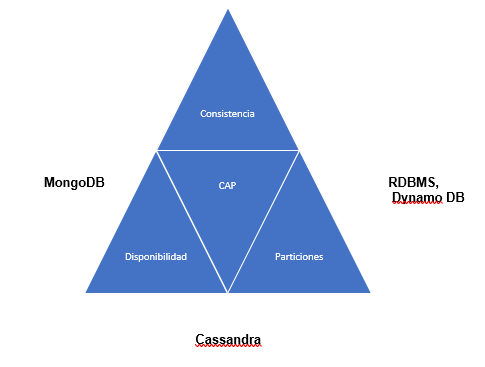 Consistencia
MongoDB
CAP
RDBMS,
Dynamo DB
Disponibilidad
Particiones
Cassandra